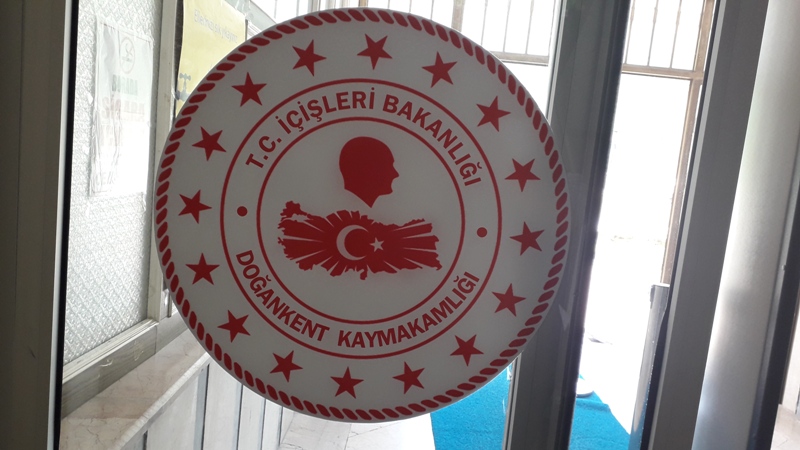 T.C. İÇİŞLERİ BAKANLIĞI
DOĞANKENT KAYMAKAMLIĞI